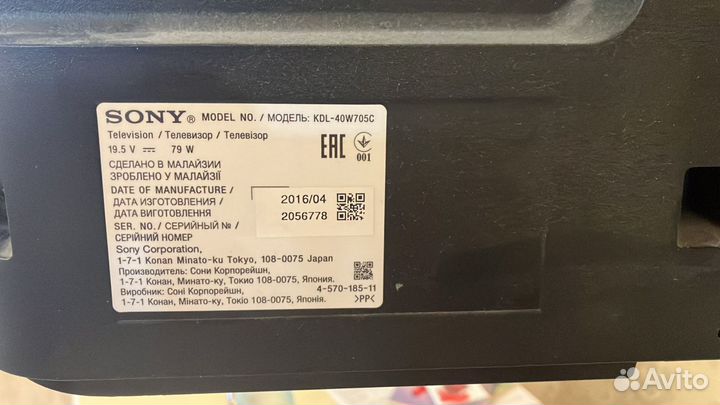 SONY® MODEL NO. / МОДЕЛЬ: KDL-40W705C
Television / Телевизор / Телевізор
19.5 V ⎓ 79 W
EAC
001
СДЕЛАНО В МАЛАЙЗИИ
ЗРОБЛЕНО У МАЛАЙЗІЇ
DATE OF MANUFACTURE /
ДАТА ИЗГОТОВЛЕНИЯ /
ДАТА ВИГОТОВЛЕННЯ
2016/04
SER. NO. / СЕРИЙНЫЙ № /
СЕРІЙНИЙ НОМЕР
2056778
Sony Corporation,
1-7-1 Konan Minato-ku Tokyo, 108-0075 Japan
Производитель: Сони Корпорейшн,
1-7-1 Конан, Минато-ку, Токио 108-0075, Япония.
Виробник: Соні Корпорейшн,
1-7-1 Конан, Мінато-ку, Токіо 108-0075, Японія.
4-570-185-11
>PP<
Avito